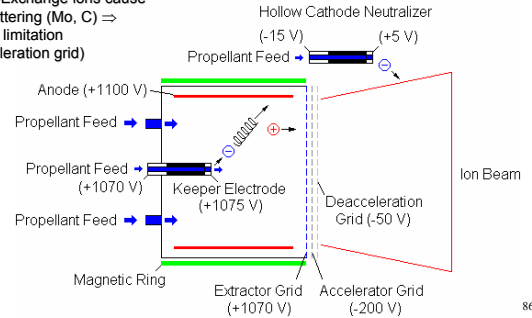 Exchange ions cause
ttering (Mo, C) ⇒
limitation
leration grid)
Hollow Cathode Neutralizer
(-15 V)
(+5 V)
Propellant Feed
Anode (+1100 V)
Propellant Feed
Propellant Feed
(+1070 V)
Keeper Electrode
(+1075 V)
Propellant Feed
Magnetic Ring
Extractor Grid
(+1070 V)
Accelerator Grid
(-200 V)
Deacceleration
Grid (-50 V)
Ion Beam
86